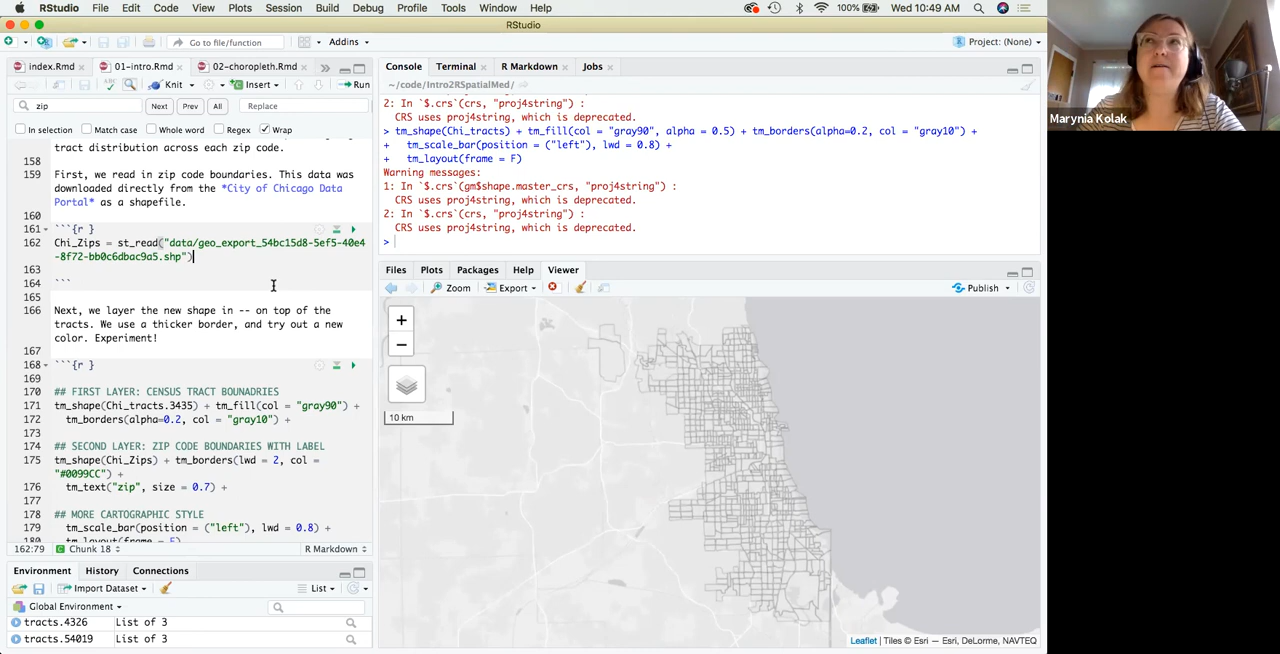 RStudio File Edit Code View Plots Session Build Debug Profile Tools Window Help 100% Wed 10:49 AM
RStudio
Go to file/function Addins Project: (None)
index.Rmd 01-intro.Rmd 02-choropleth.Rmd
Knit Insert Run
zip Next Prev All Replace
In selection Match case Whole word Regex Wrap
tract distribution across each zip code.
158
159 First, we read in zip code boundaries. This data was
downloaded directly from the *City of Chicago Data
Portal* as a shapefile.
160
161 ```{r }
162 Chi_Zips = st_read("data/geo_export_54bc15d8-5ef5-40e4
-8f72-bb0c6dbac9a5.shp")
163
164 ```
165
166 Next, we layer the new shape in -- on top of the
tracts. We use a thicker border, and try out a new
color. Experiment!
167
168 ```{r }
169
170 ## FIRST LAYER: CENSUS TRACT BOUNDARIES
171 tm_shape(Chi_tracts.3435) + tm_fill(col = "gray90") +
172 tm_borders(alpha=0.2, col = "gray10") +
173
174 ## SECOND LAYER: ZIP CODE BOUNDARIES WITH LABEL
175 tm_shape(Chi_Zips) + tm_borders(lwd = 2, col =
"#0099CC") +
176 tm_text("zip", size = 0.7) +
177
178 ## MORE CARTOGRAPHIC STYLE
179 tm_scale_bar(position = ("left"), lwd = 0.8) +
180 tm_layout(frame = F)
162:79 Chunk 18 R Markdown
Environment History Connections
Import Dataset List
Global Environment
tracts.4326 List of 3
tracts.54019 List of 3
Console Terminal R Markdown Jobs
~/code/Intro2RSpatialMed/
2: In `$.crs`(crs, "proj4string") :
CRS uses proj4string, which is deprecated.
> tm_shape(Chi_tracts) + tm_fill(col = "gray90", alpha = 0.5) + tm_borders(alpha=0.2, col = "gray10") +
+ tm_scale_bar(position = ("left"), lwd = 0.8) +
+ tm_layout(frame = F)
Warning messages:
1: In `$.crs`(gm$shape.master_crs, "proj4string") :
CRS uses proj4string, which is deprecated.
2: In `$.crs`(crs, "proj4string") :
CRS uses proj4string, which is deprecated.
>
Files Plots Packages Help Viewer
Zoom Export Publish
+
−
10 km
Leaflet | Tiles © Esri — Esri, DeLorme, NAVTEQ
Marynia Kolak